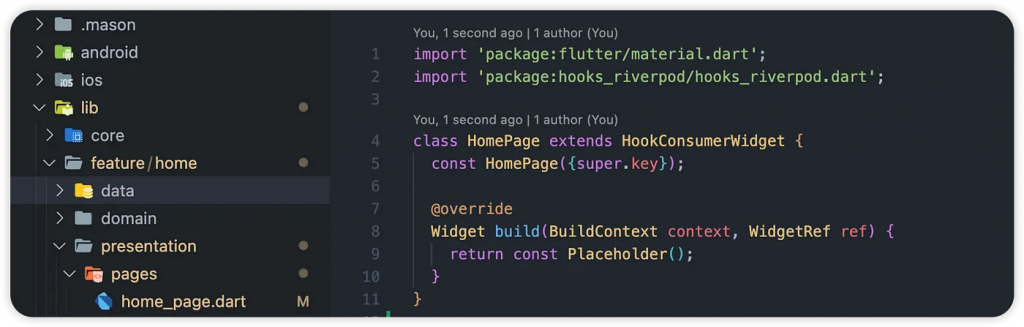 .mason
android
ios
lib
core
feature/home
data
domain
presentation
pages
home_page.dart M
You, 1 second ago | 1 author (You)
1 import 'package:flutter/material.dart';
2 import 'package:hooks_riverpod/hooks_riverpod.dart';
3
You, 1 second ago | 1 author (You)
4 class HomePage extends HookConsumerWidget {
5   const HomePage({super.key});
6
7   @override
8   Widget build(BuildContext context, WidgetRef ref) {
9     return const Placeholder();
10   }
11 }